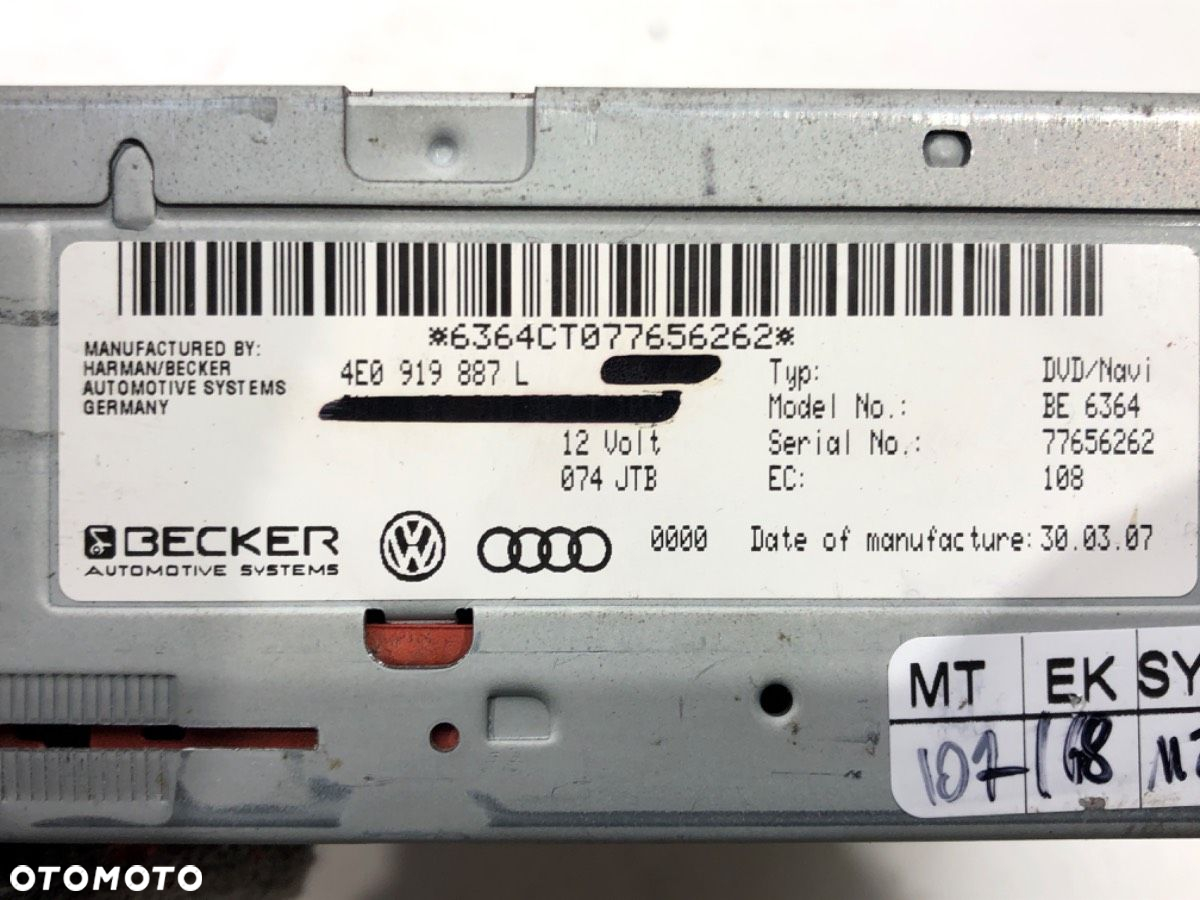 *6364CT077656262*
MANUFACTURED BY:
HARMAN/BECKER
AUTOMOTIVE SYSTEMS
GERMANY
4E0 919 887 L
12 Volt
074 JTB
Typ: DVD/Navi
Model No.: BE 6364
Serial No.: 77656262
EC: 108
BECKER
AUTOMOTIVE SYSTEMS
0000 Date of manufacture: 30.03.07
MT EK SY
107 168
OTOMOTO